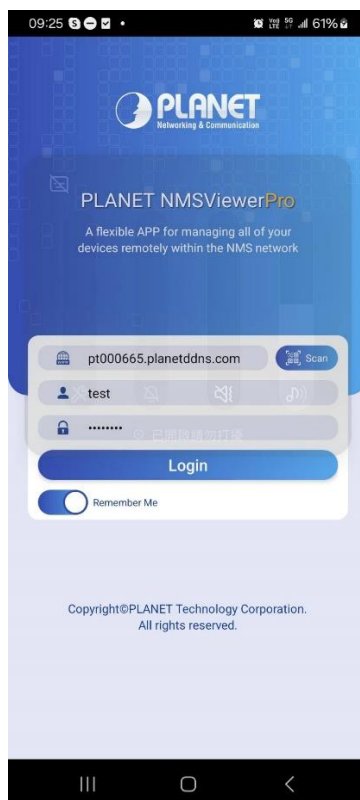 09:25
61%
PLANET
Networking & Communication
PLANET NMSViewerPro
A flexible APP for managing all of your
devices remotely within the NMS network
pt000665.planetddns.com
Scan
test
••••••••
Login
Remember Me
Copyright©PLANET Technology Corporation.
All rights reserved.